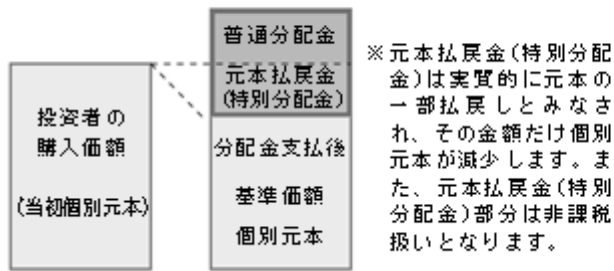 投資者の
購入価額
(当初個別元本)
普通分配金
元本払戻金
(特別分配金)
分配金支払後
基準価額
個別元本
※元本払戻金(特別分配
金)は実質的に元本の
一部払戻しとみなさ
れ、その金額だけ個別
元本が減少します。ま
た、元本払戻金(特別
分配金)部分は非課税
扱いとなります。